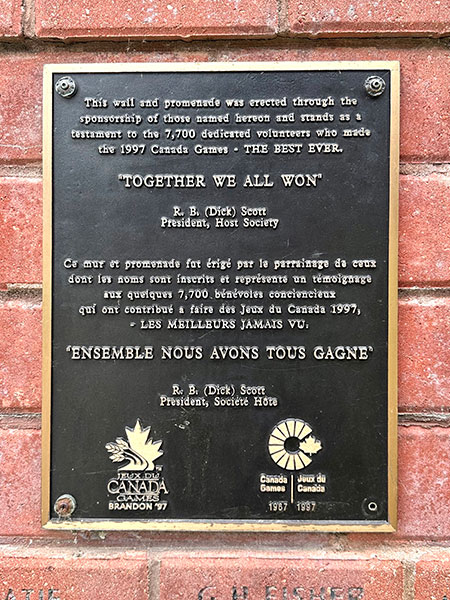 This wall and promenade was erected through the
sponsorship of those named hereon and stands as a
testament to the 7,700 dedicated volunteers who made
the 1997 Canada Games - THE BEST EVER.
"TOGETHER WE ALL WON"
R. B. (Dick) Scott
President, Host Society
Ce mur et promenade fut érigé par le parrainage de ceux
dont les noms sont inscrits et représente un témoignage
aux quelques 7,700 bénévoles conciencieux
qui ont contribué à faire des Jeux du Canada 1997,
- LES MEILLEURS JAMAIS VU.
"ENSEMBLE NOUS AVONS TOUS GAGNE"
R. B. (Dick) Scott
President, Société Hôte
JEUX DU
CANADA
GAMES
BRANDON '97
Canada Jeux du
Games Canada
1967 1997
G. H. FISHER